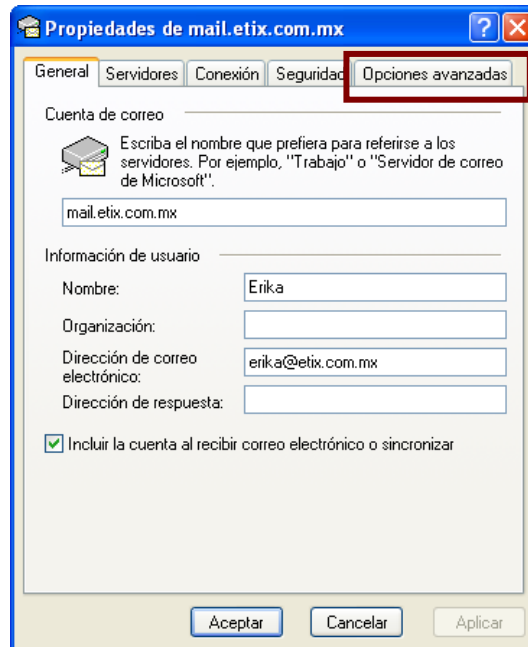 Propiedades de mail.etix.com.mx
General Servidores Conexión Seguridad Opciones avanzadas
Cuenta de correo
Escriba el nombre que prefiera para referirse a los
servidores. Por ejemplo, "Trabajo" o "Servidor de correo
de Microsoft".
mail.etix.com.mx
Información de usuario
Nombre: Erika
Organización:
Dirección de correo
electrónico: erika@etix.com.mx
Dirección de respuesta:
Incluir la cuenta al recibir correo electrónico o sincronizar
Aceptar Cancelar Aplicar